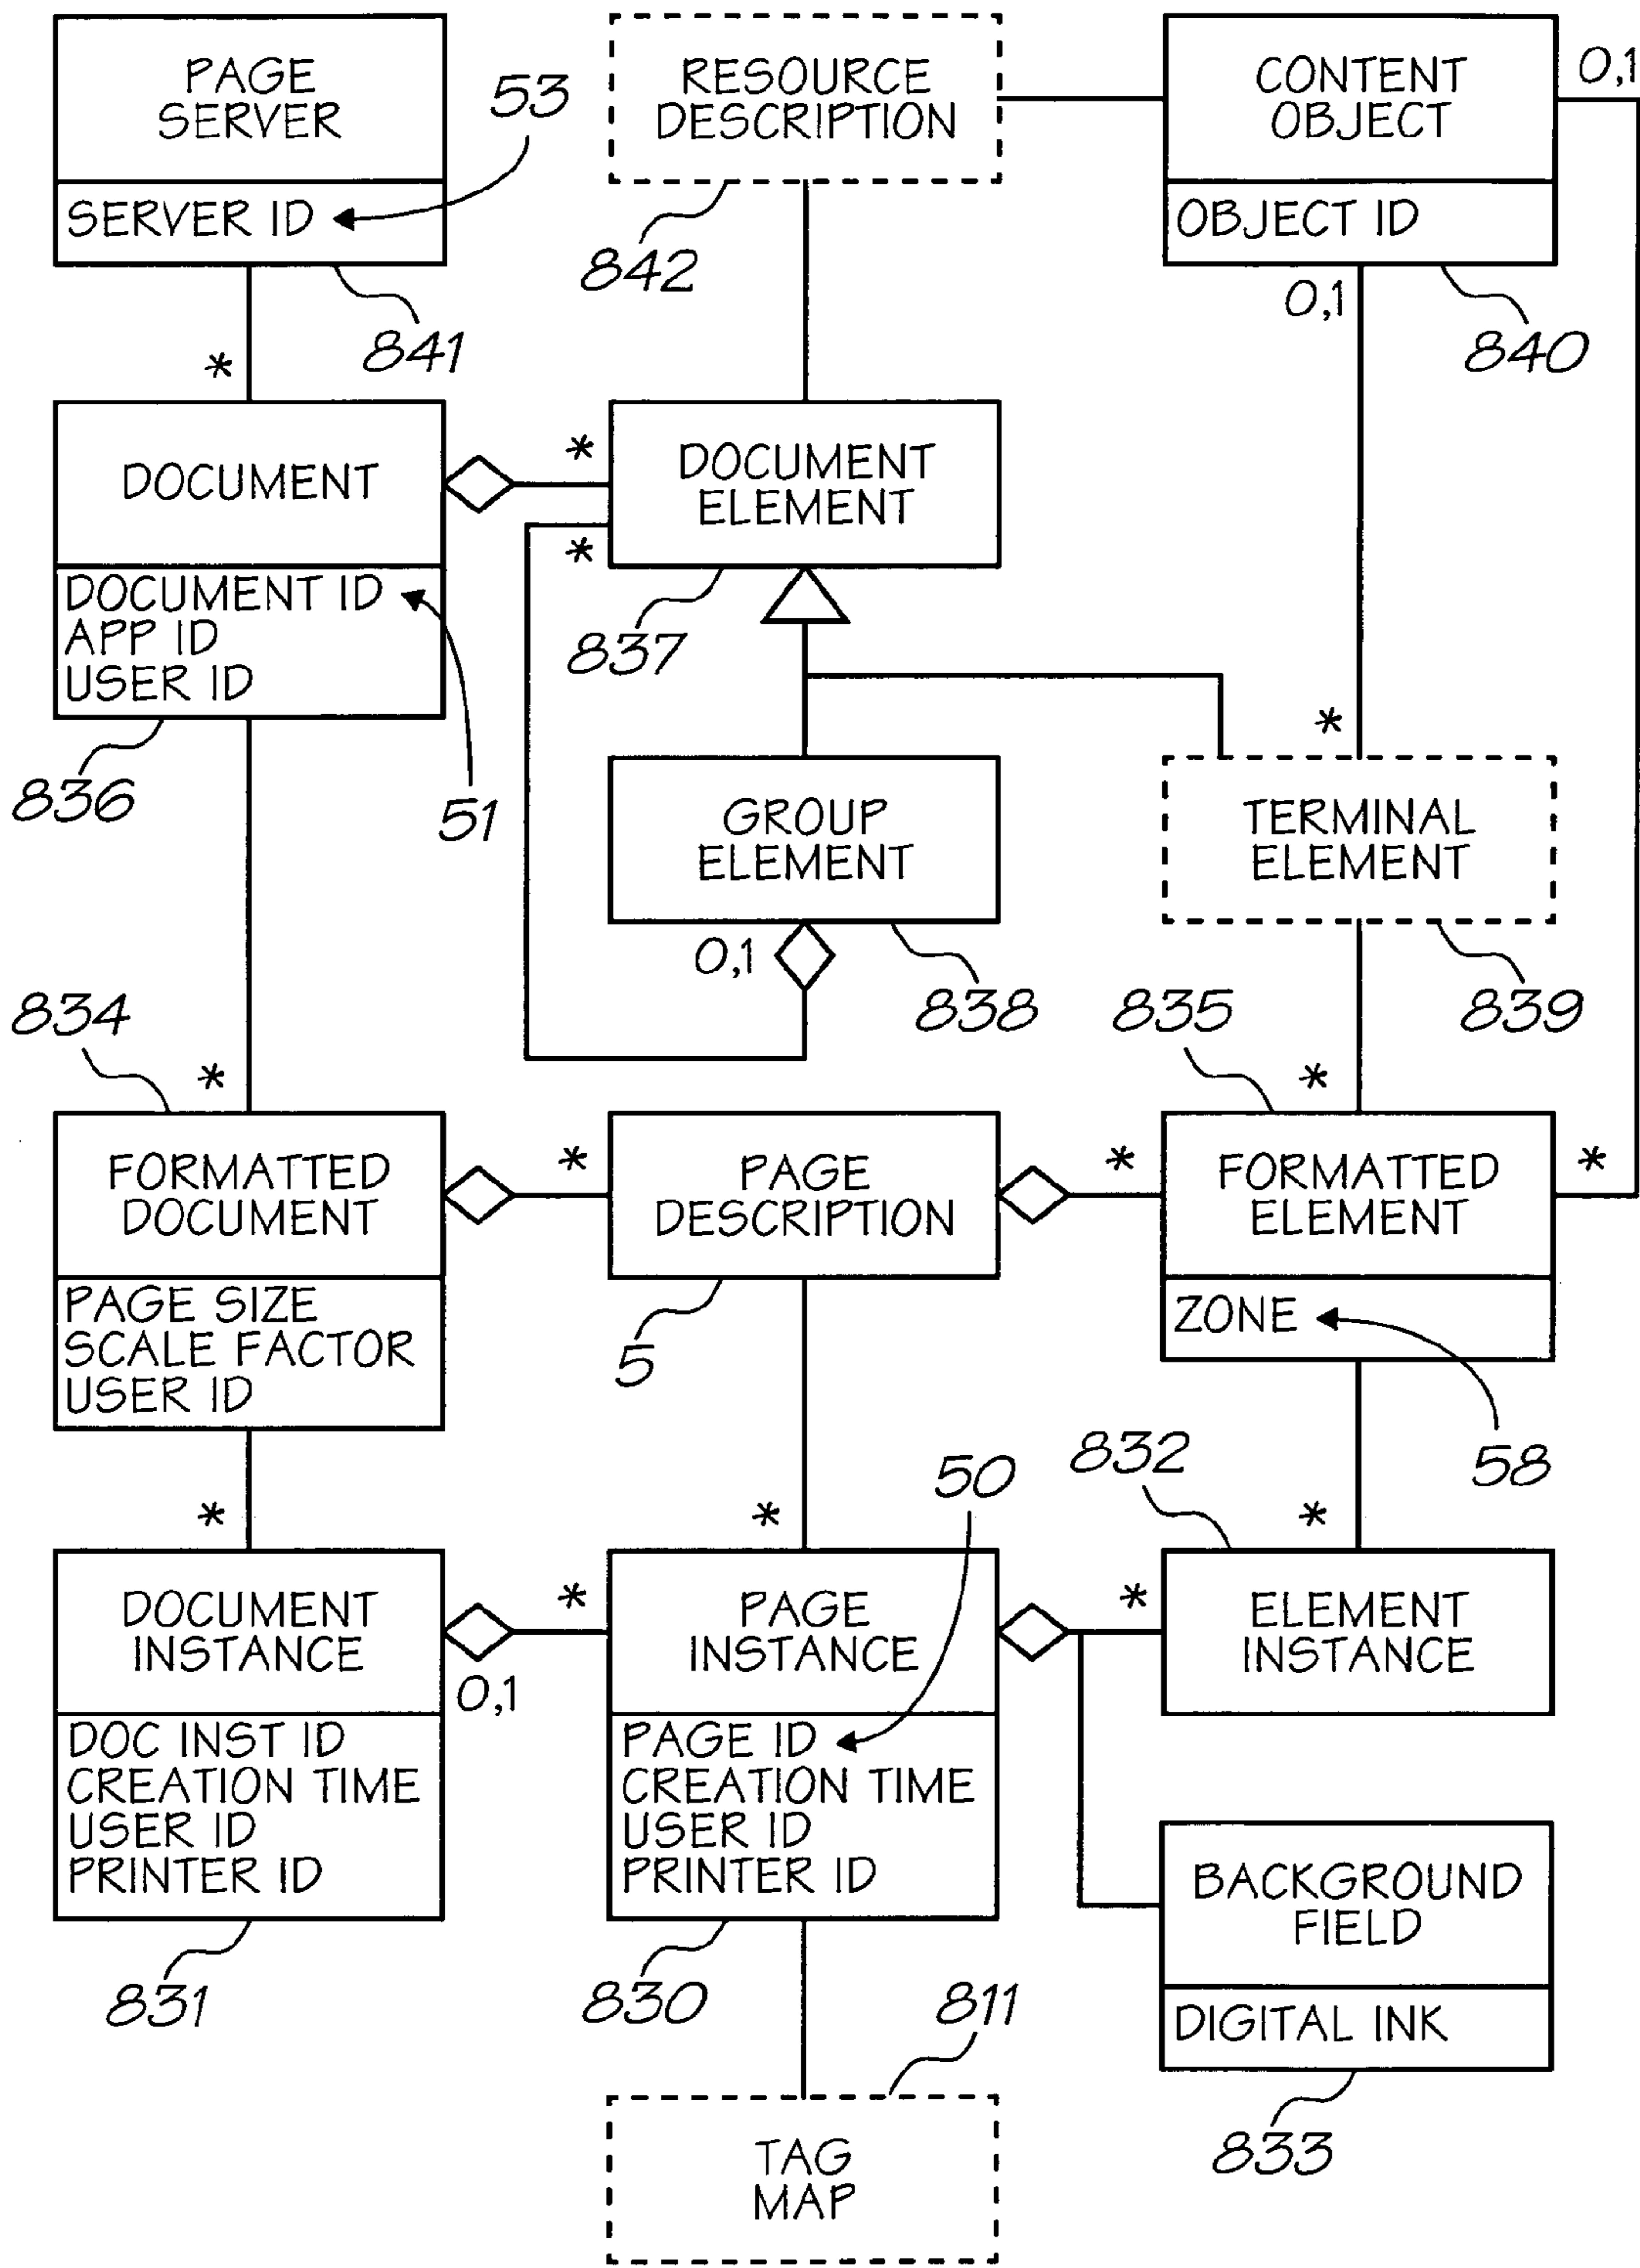 PAGE
SERVER
SERVER ID
53
841
RESOURCE
DESCRIPTION
842
CONTENT
OBJECT
OBJECT ID
0,1
0,1
840
*
DOCUMENT
DOCUMENT ID
APP ID
USER ID
836
51
*
*
DOCUMENT
ELEMENT
837
GROUP
ELEMENT
0,1
838
*
TERMINAL
ELEMENT
839
834
*
FORMATTED
DOCUMENT
PAGE SIZE
SCALE FACTOR
USER ID
*
PAGE
DESCRIPTION
5
835
*
*
FORMATTED
ELEMENT
*
ZONE
58
*
DOCUMENT
INSTANCE
0,1
DOC INST ID
CREATION TIME
USER ID
PRINTER ID
831
*
*
50
PAGE
INSTANCE
PAGE ID
CREATION TIME
USER ID
PRINTER ID
830
832
*
*
ELEMENT
INSTANCE
BACKGROUND
FIELD
DIGITAL INK
833
811
TAG
MAP